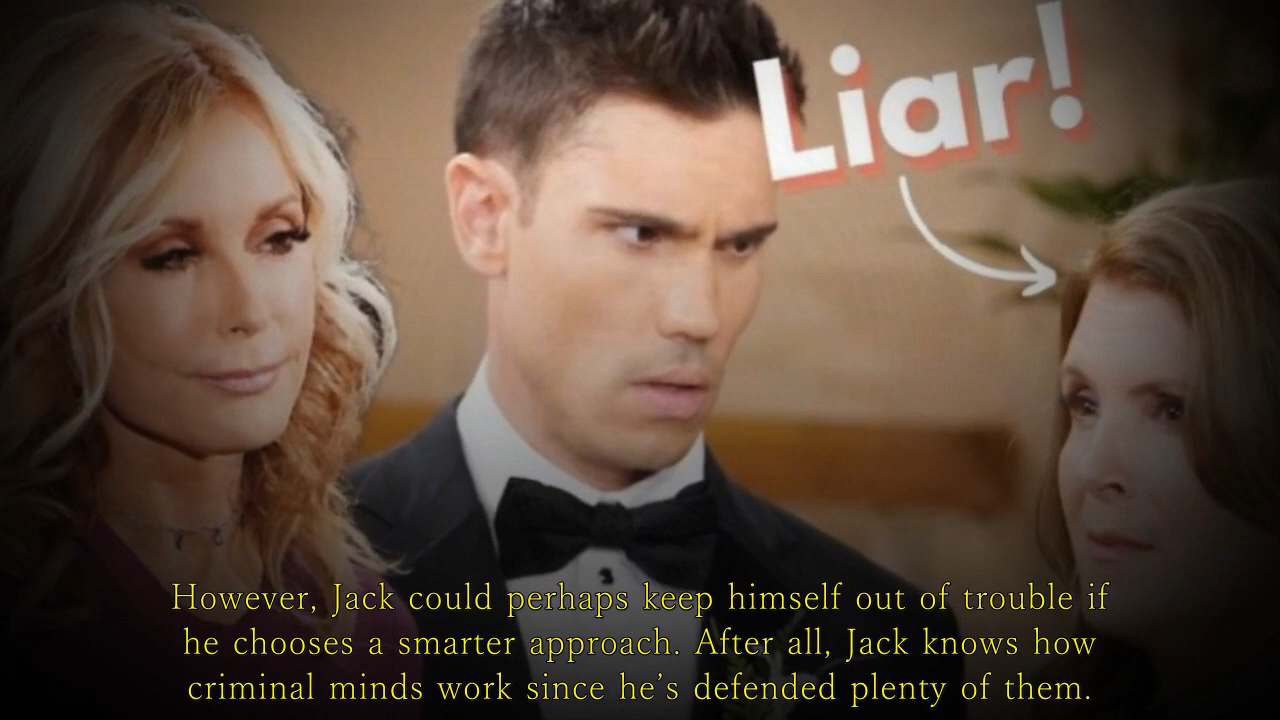 Liar!
However, Jack could perhaps keep himself out of trouble if
he chooses a smarter approach. After all, Jack knows how
criminal minds work since he’s defended plenty of them.